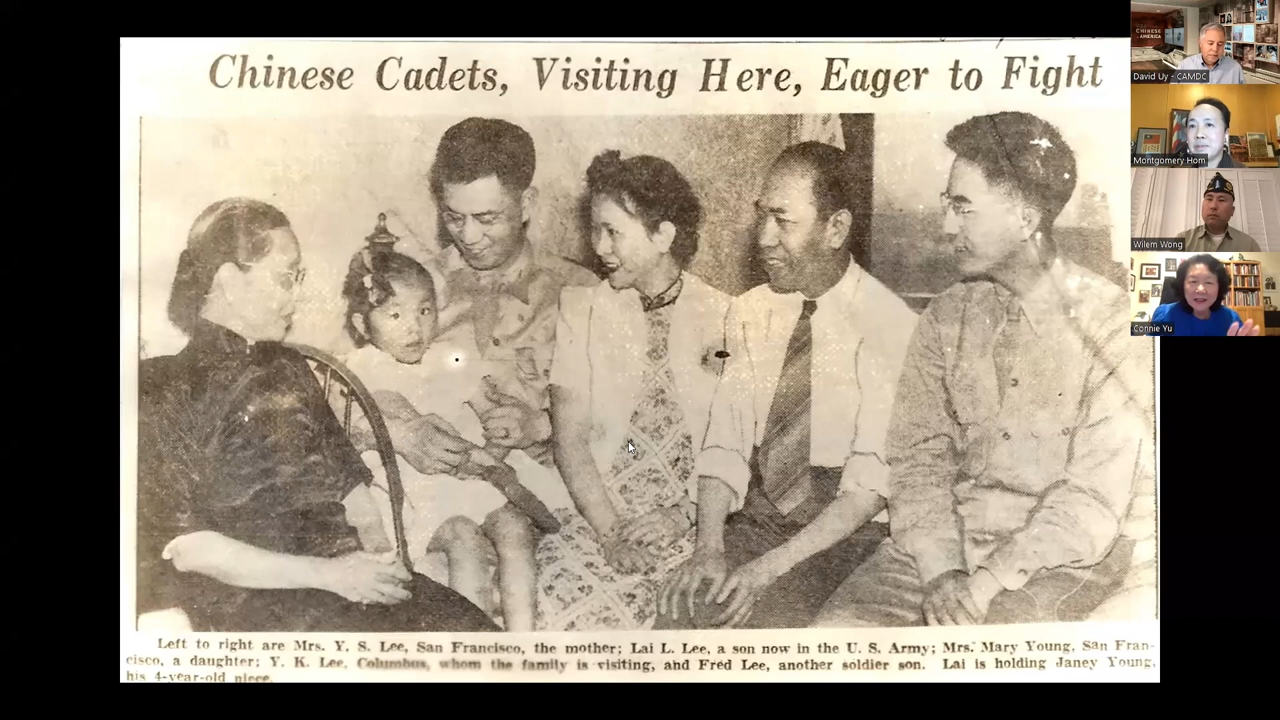 Chinese Cadets, Visiting Here, Eager to Fight
Left to right are Mrs. Y. S. Lee, San Francisco, the mother; Lai L. Lee, a son now in the U. S. Army; Mrs. Mary Young, San Fran-
cisco, a daughter; Y. K. Lee, Columbus, whom the family is visiting, and Fred Lee, another soldier son. Lai is holding Janey Young,
his 4-year-old niece.
CHINESE
AMERICA
David Uy - CAMDC
Montgomery Hom
Wilem Wong
Connie Yu